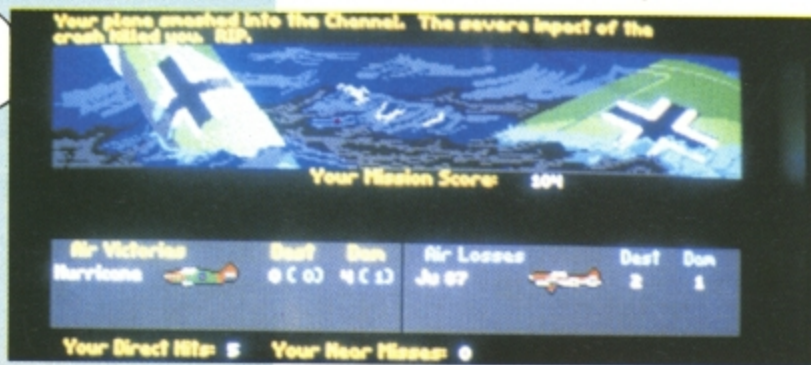 Your plane smashed into the Channel. The severe impact of the
crash killed you. RIP.
Your Mission Score: 104
Air Victories Dest Dam Air Losses Dest Dam
Hurricane 0 ( 0) 4 ( 1) Ju 87 2 1
Your Direct Hits: 5 Your Near Misses: 0